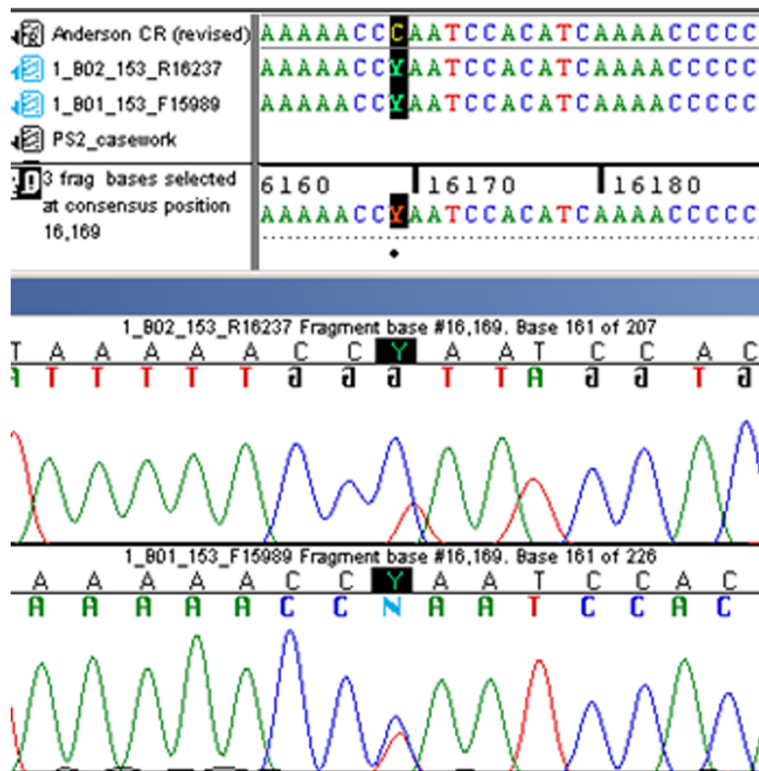 Anderson CR (revised) AAAAACCCAATCCACATCAAAACCCCC
1_B02_153_R16237 AAAAACCYAATCCACATCAAAACCCCC
1_B01_153_F15989 AAAAACCYAATCCACATCAAAACCCCC
PS2_casework
3 frag bases selected
at consensus position
16,169
6160 16170 16180
AAAAACCYAATCCACATCAAAACCCCC
1_B02_153_R16237 Fragment base #16,169. Base 161 of 207
T A A A A A C C Y A A T C C A C
A T T T T T G G G T T A G G T G
1_B01_153_F15989 Fragment base #16,169. Base 161 of 226
A A A A A C C Y A A T C C A C
A A A A A C C N A A T C C A C